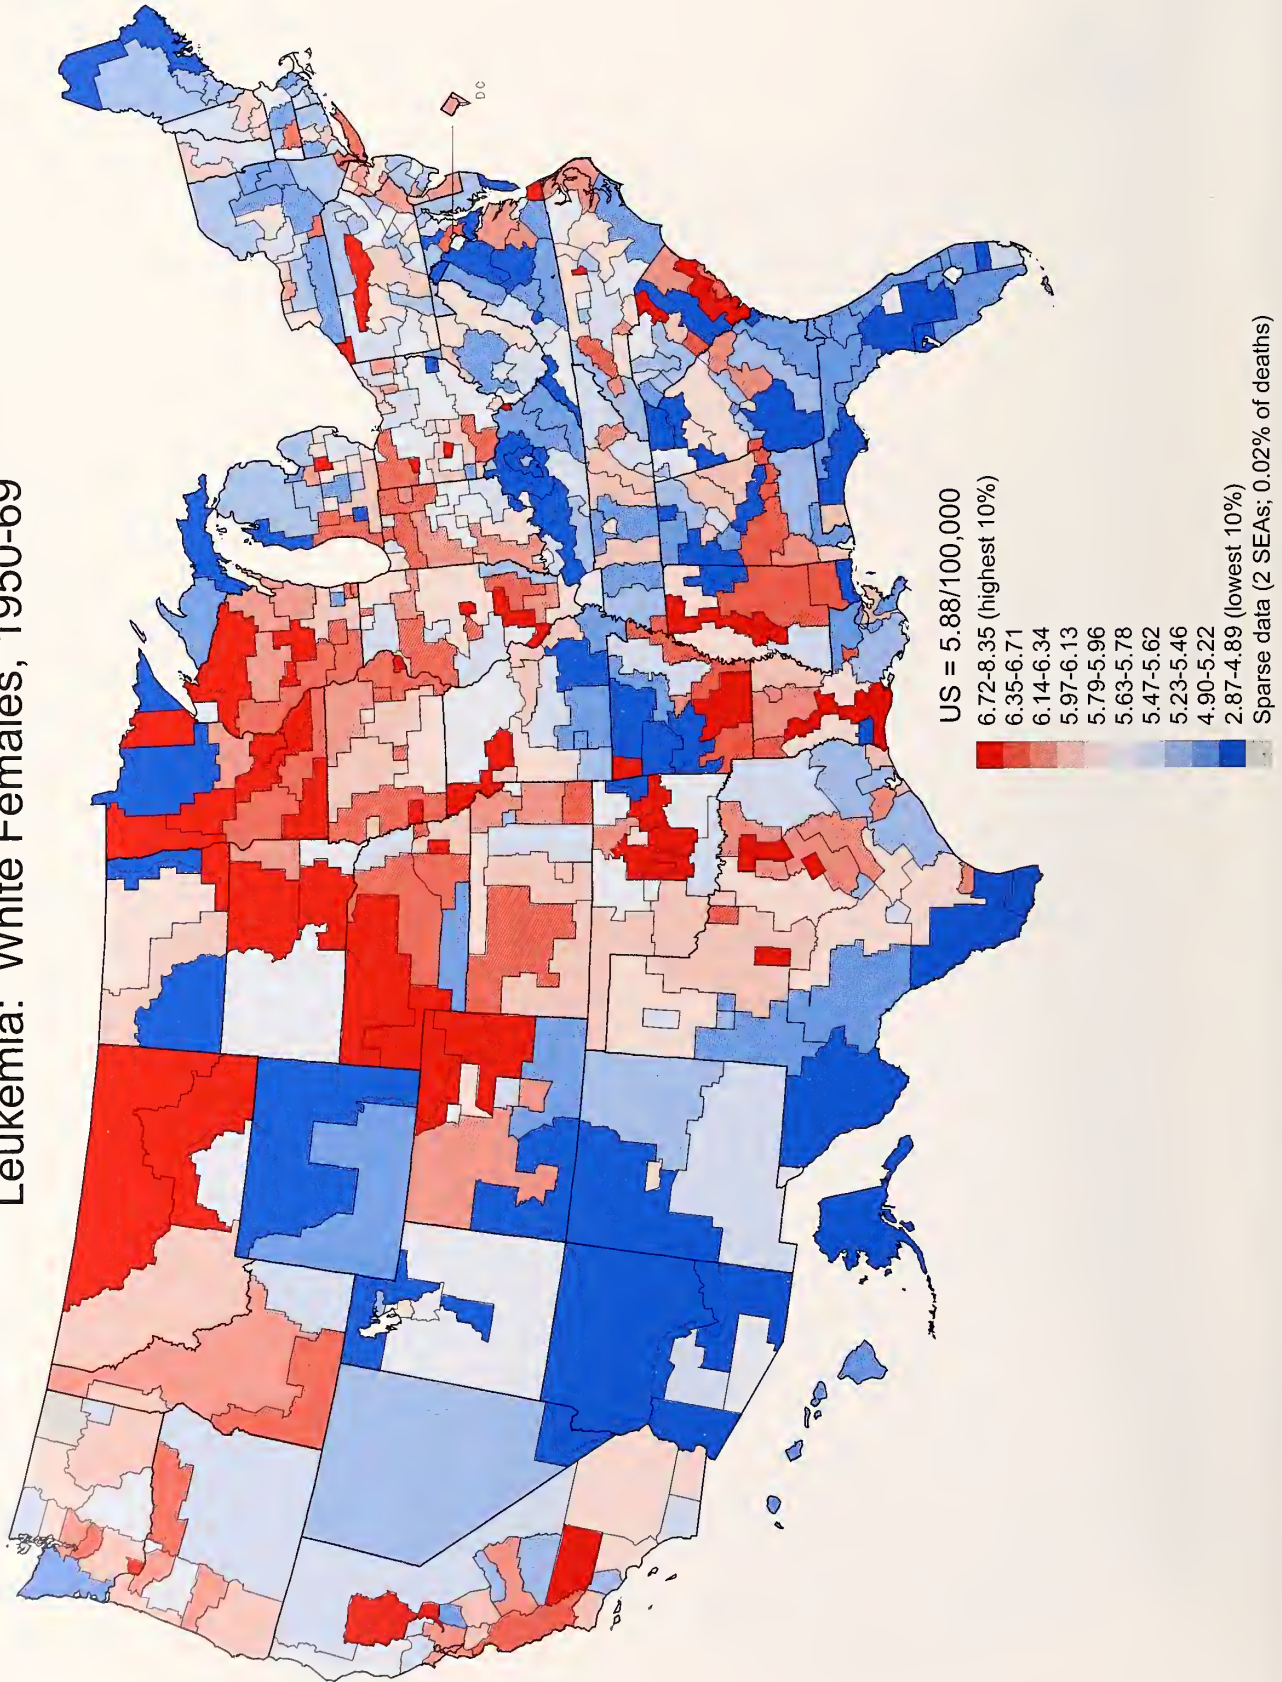 Leukemia: White Females, 1950-69
DC
US = 5.88/100,000
6.72-8.35 (highest 10%)
6.35-6.71
6.14-6.34
5.97-6.13
5.79-5.96
5.63-5.78
5.47-5.62
5.23-5.46
4.90-5.22
2.87-4.89 (lowest 10%)
Sparse data (2 SEAs; 0.02% of deaths)